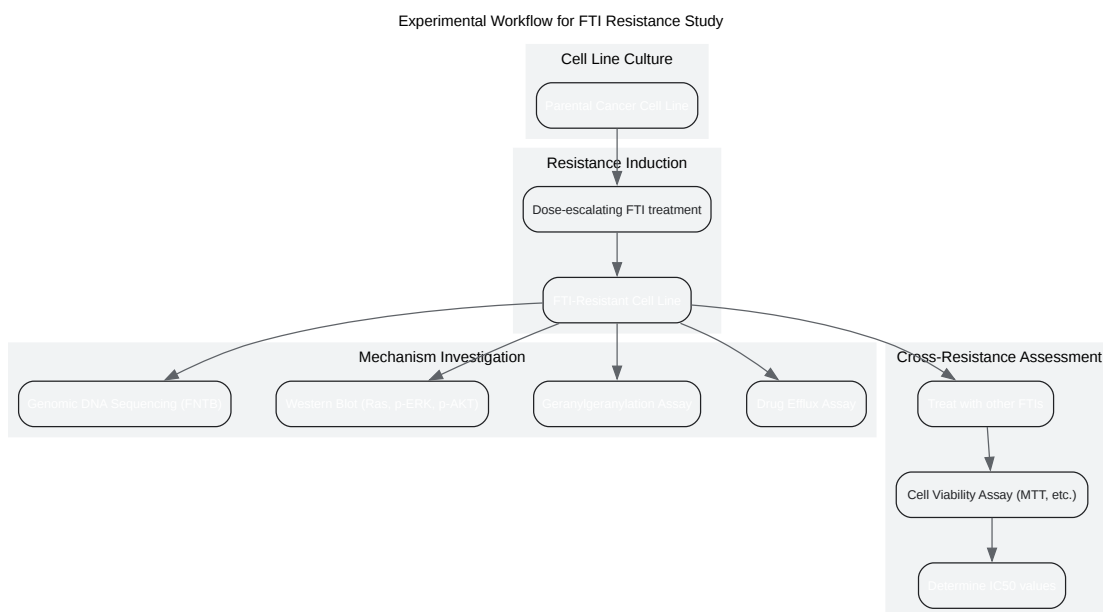 Experimental Workflow for FTI Resistance Study
Cell Line Culture
Parental Cancer Cell Line
Resistance Induction
Dose-escalating FTI treatment
FTI-Resistant Cell Line
Mechanism Investigation
Cross-Resistance Assessment
Genomic DNA Sequencing (FNTB)
Western Blot (Ras, p-ERK, p-AKT)
Geranylgeranylation Assay
Drug Efflux Assay
Treat with other FTIs
Cell Viability Assay (MTT, etc.)
Determine IC50 values